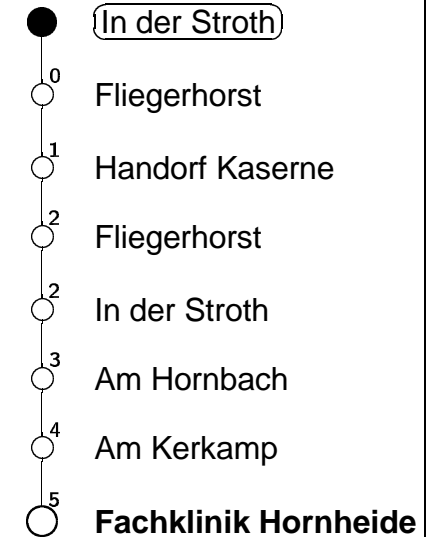 In der Stroth
0 Fliegerhorst
1 Handorf Kaserne
2 Fliegerhorst
2 In der Stroth
3 Am Hornbach
4 Am Kerkamp
5 Fachklinik Hornheide